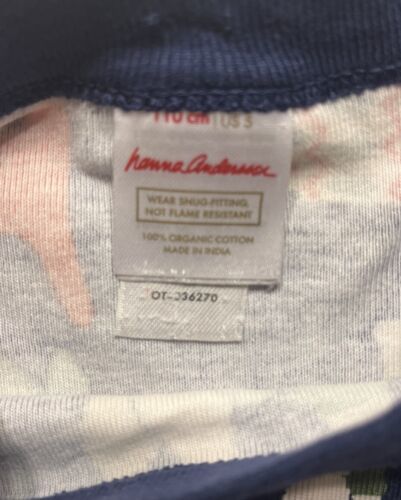 110 cm | US 5
hanna andersson
WEAR SNUG-FITTING,
NOT FLAME RESISTANT
100% ORGANIC COTTON
MADE IN INDIA
OT-036270